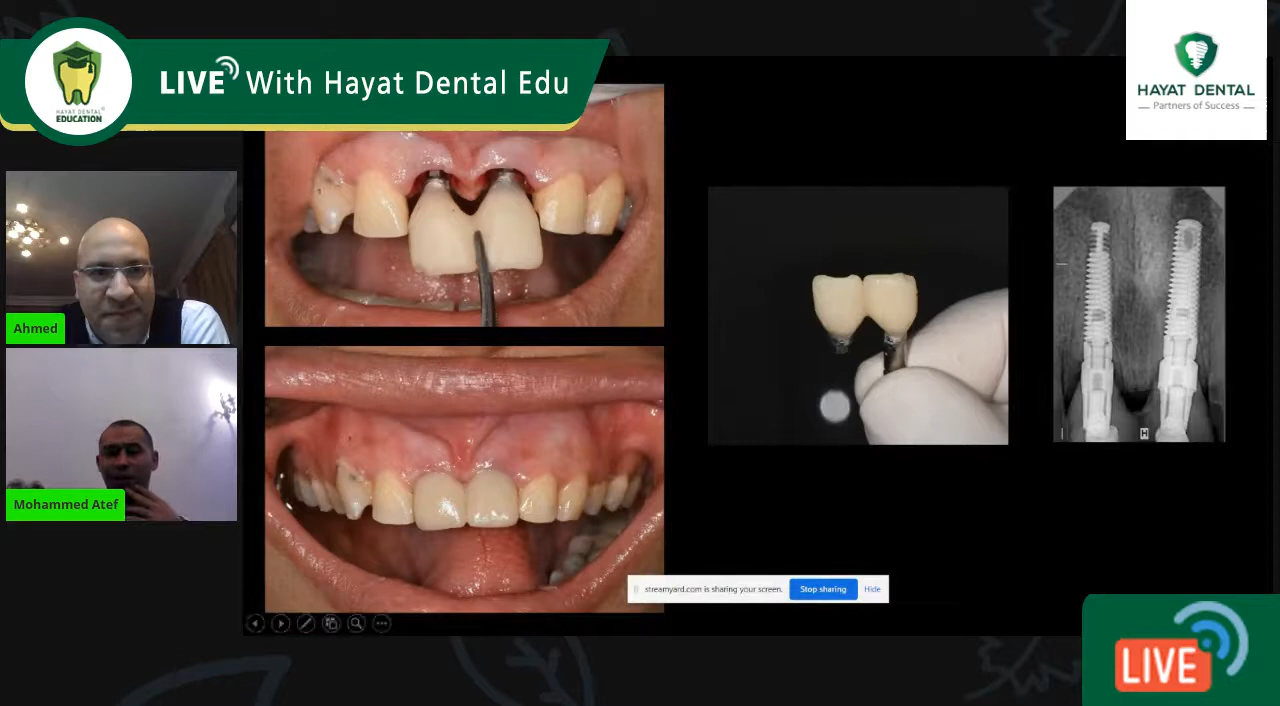 LIVE With Hayat Dental Edu
HAYAT DENTAL
EDUCATION
HAYAT DENTAL
Partners of Success
Ahmed
Mohammed Atef
H
streamyard.com is sharing your screen. Stop sharing Hide
LIVE